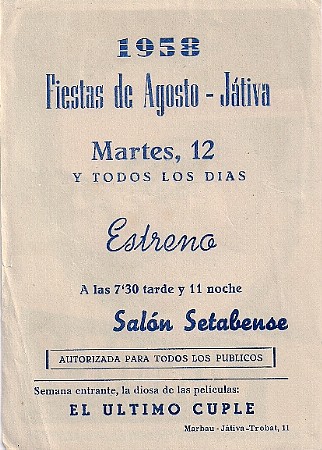 1958
Fiestas de Agosto - Játiva
Martes, 12
Y TODOS LOS DIAS
Estreno
A las 7'30 tarde y 11 noche
Salón Setabense
AUTORIZADA PARA TODOS LOS PUBLICOS
Semana entrante, la diosa de las películas:
EL ULTIMO CUPLE
Marbau - Játiva-Trobat, 11